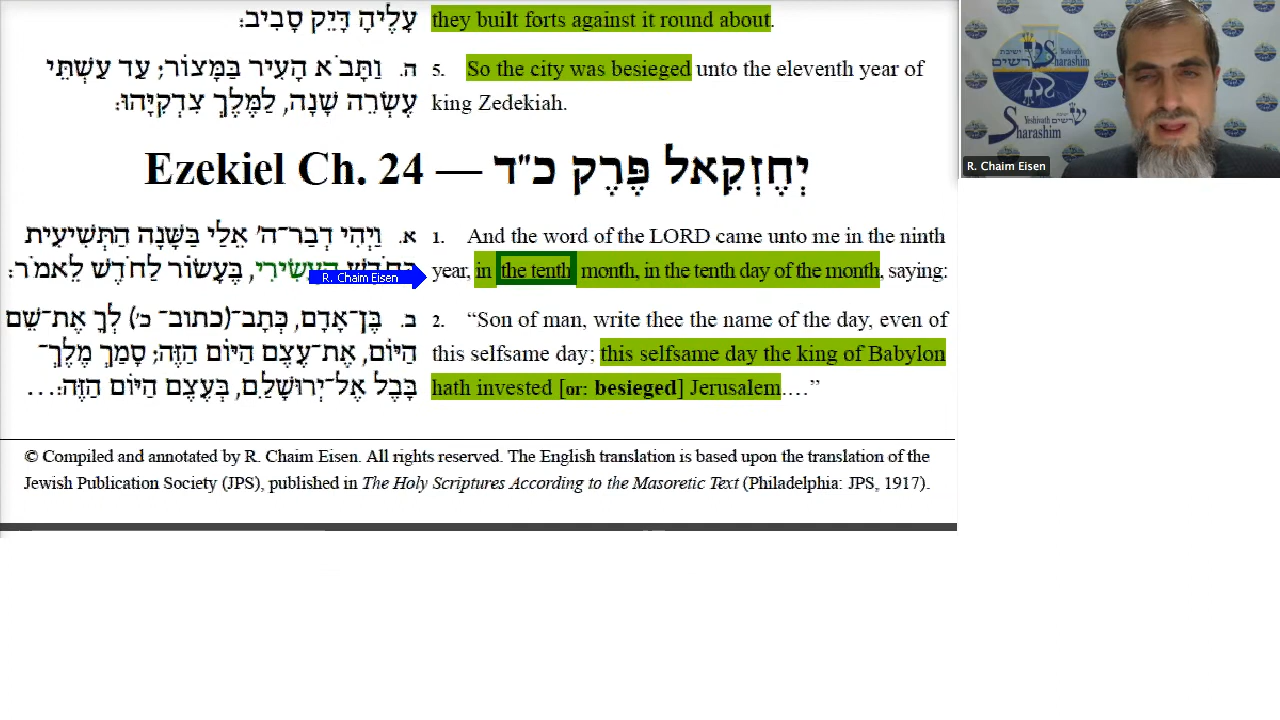 עָלֶיהָ דָּיֵק סָבִיב:
they built forts against it round about.
ה. וַתָּבֹא הָעִיר בַּמָּצוֹר; עַד עַשְׁתֵּי
עֶשְׂרֵה שָׁנָה, לַמֶּלֶךְ צִדְקִיָּהוּ:
5. So the city was besieged unto the eleventh year of
king Zedekiah.
Ezekiel Ch. 24 — יְחֶזְקֵאל פֶּרֶק כ"ד
א. וַיְהִי דְבַר־ה' אֵלַי בַּשָּׁנָה הַתְּשִׁיעִית
הָעֲשִׂירִי, בֶּעָשׂוֹר לַחֹדֶשׁ לֵאמֹר:
R. Chaim Eisen
1. And the word of the LORD came unto me in the ninth
year, in the tenth month, in the tenth day of the month, saying:
ב. בֶּן־אָדָם, כְּתָב־(כתוב־ כ') לְךָ אֶת־שֵׁם
הַיּוֹם, אֶת־עֶצֶם הַיּוֹם הַזֶּה; סָמַךְ מֶלֶךְ־
בָּבֶל אֶל־יְרוּשָׁלִַם, בְּעֶצֶם הַיּוֹם הַזֶּה:...
2. “Son of man, write thee the name of the day, even of
this selfsame day; this selfsame day the king of Babylon
hath invested [or: besieged] Jerusalem.…”
© Compiled and annotated by R. Chaim Eisen. All rights reserved. The English translation is based upon the translation of the
Jewish Publication Society (JPS), published in The Holy Scriptures According to the Masoretic Text (Philadelphia: JPS, 1917).
ישיבת
שרשים
Sharashim
Yeshivath שרשים
Sharashim
R. Chaim Eisen